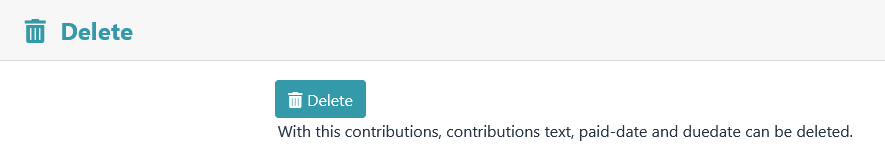 Delete
Delete
With this contributions, contributions text, paid-date and duedate can be deleted.